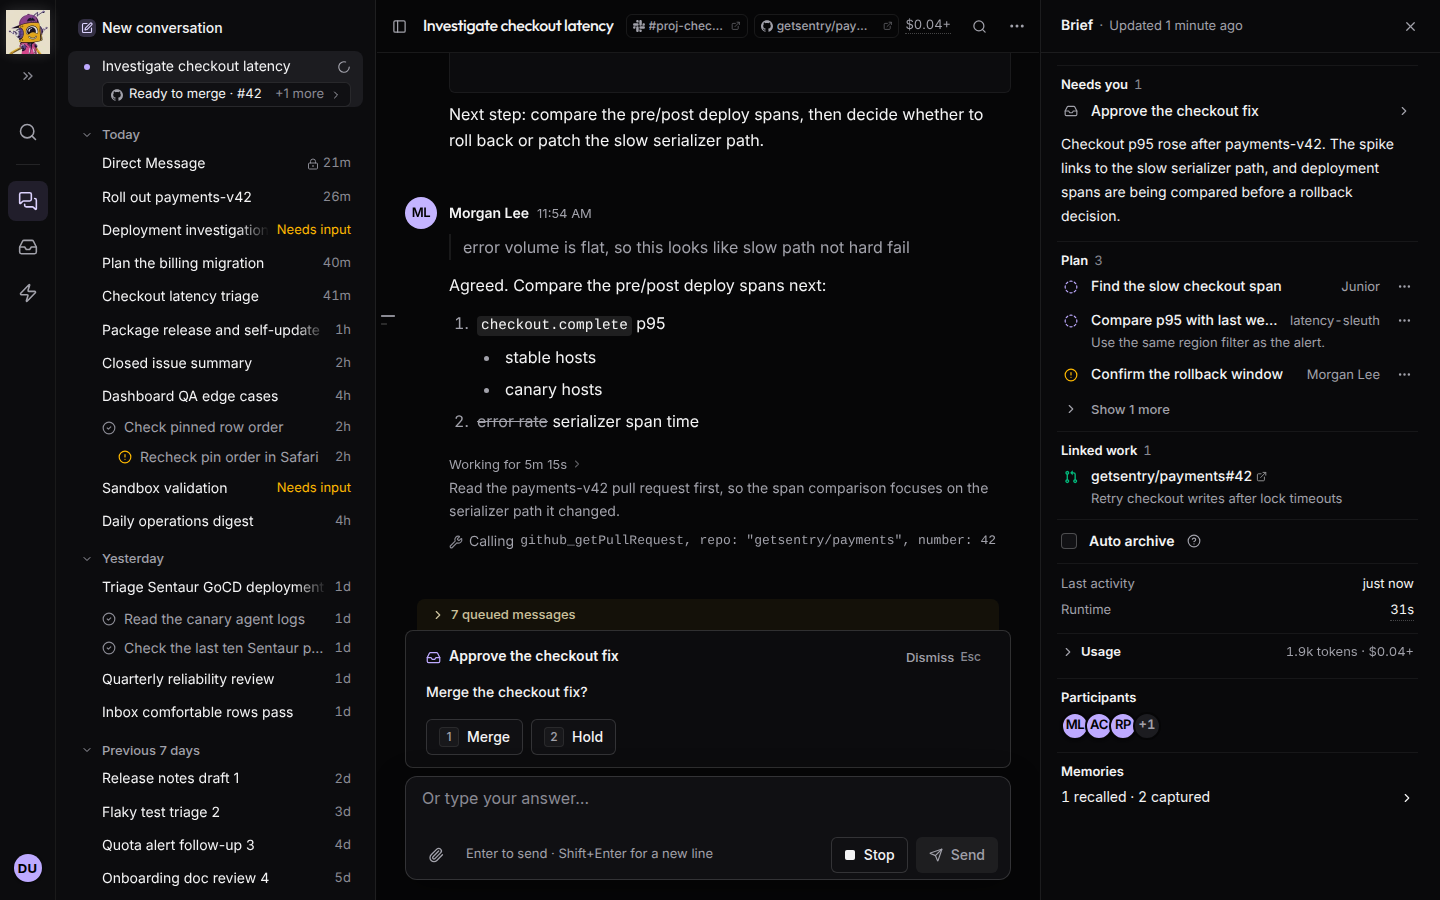 New conversation
Investigate checkout latency
Ready to merge · #42 +1 more
Today
Direct Message 21m
Roll out payments-v42 26m
Deployment investigation Needs input
Plan the billing migration 40m
Checkout latency triage 41m
Package release and self-update 1h
Closed issue summary 2h
Dashboard QA edge cases 4h
Check pinned row order 2h
Recheck pin order in Safari 2h
Sandbox validation Needs input
Daily operations digest 4h
Yesterday
Triage Sentaur GoCD deployment 1d
Read the canary agent logs 1d
Check the last ten Sentaur p... 1d
Quarterly reliability review 1d
Inbox comfortable rows pass 1d
Previous 7 days
Release notes draft 1 2d
Flaky test triage 2 3d
Quota alert follow-up 3 4d
Onboarding doc review 4 5d
DU
Investigate checkout latency #proj-chec... getsentry/pay... $0.04+
Next step: compare the pre/post deploy spans, then decide whether to
roll back or patch the slow serializer path.
ML Morgan Lee 11:54 AM
error volume is flat, so this looks like slow path not hard fail
Agreed. Compare the pre/post deploy spans next:
1. checkout.complete p95
• stable hosts
• canary hosts
2. error rate serializer span time
Working for 5m 15s
Read the payments-v42 pull request first, so the span comparison focuses on the
serializer path it changed.
Calling github_getPullRequest, repo: "getsentry/payments", number: 42
7 queued messages
Approve the checkout fix Dismiss Esc
Merge the checkout fix?
1 Merge 2 Hold
Or type your answer...
Enter to send · Shift+Enter for a new line Stop Send
Brief · Updated 1 minute ago
Needs you 1
Approve the checkout fix
Checkout p95 rose after payments-v42. The spike
links to the slow serializer path, and deployment
spans are being compared before a rollback
decision.
Plan 3
Find the slow checkout span Junior
Compare p95 with last we... latency-sleuth
Use the same region filter as the alert.
Confirm the rollback window Morgan Lee
Show 1 more
Linked work 1
getsentry/payments#42
Retry checkout writes after lock timeouts
Auto archive
Last activity just now
Runtime 31s
Usage 1.9k tokens · $0.04+
Participants
ML AC RP +1
Memories
1 recalled · 2 captured